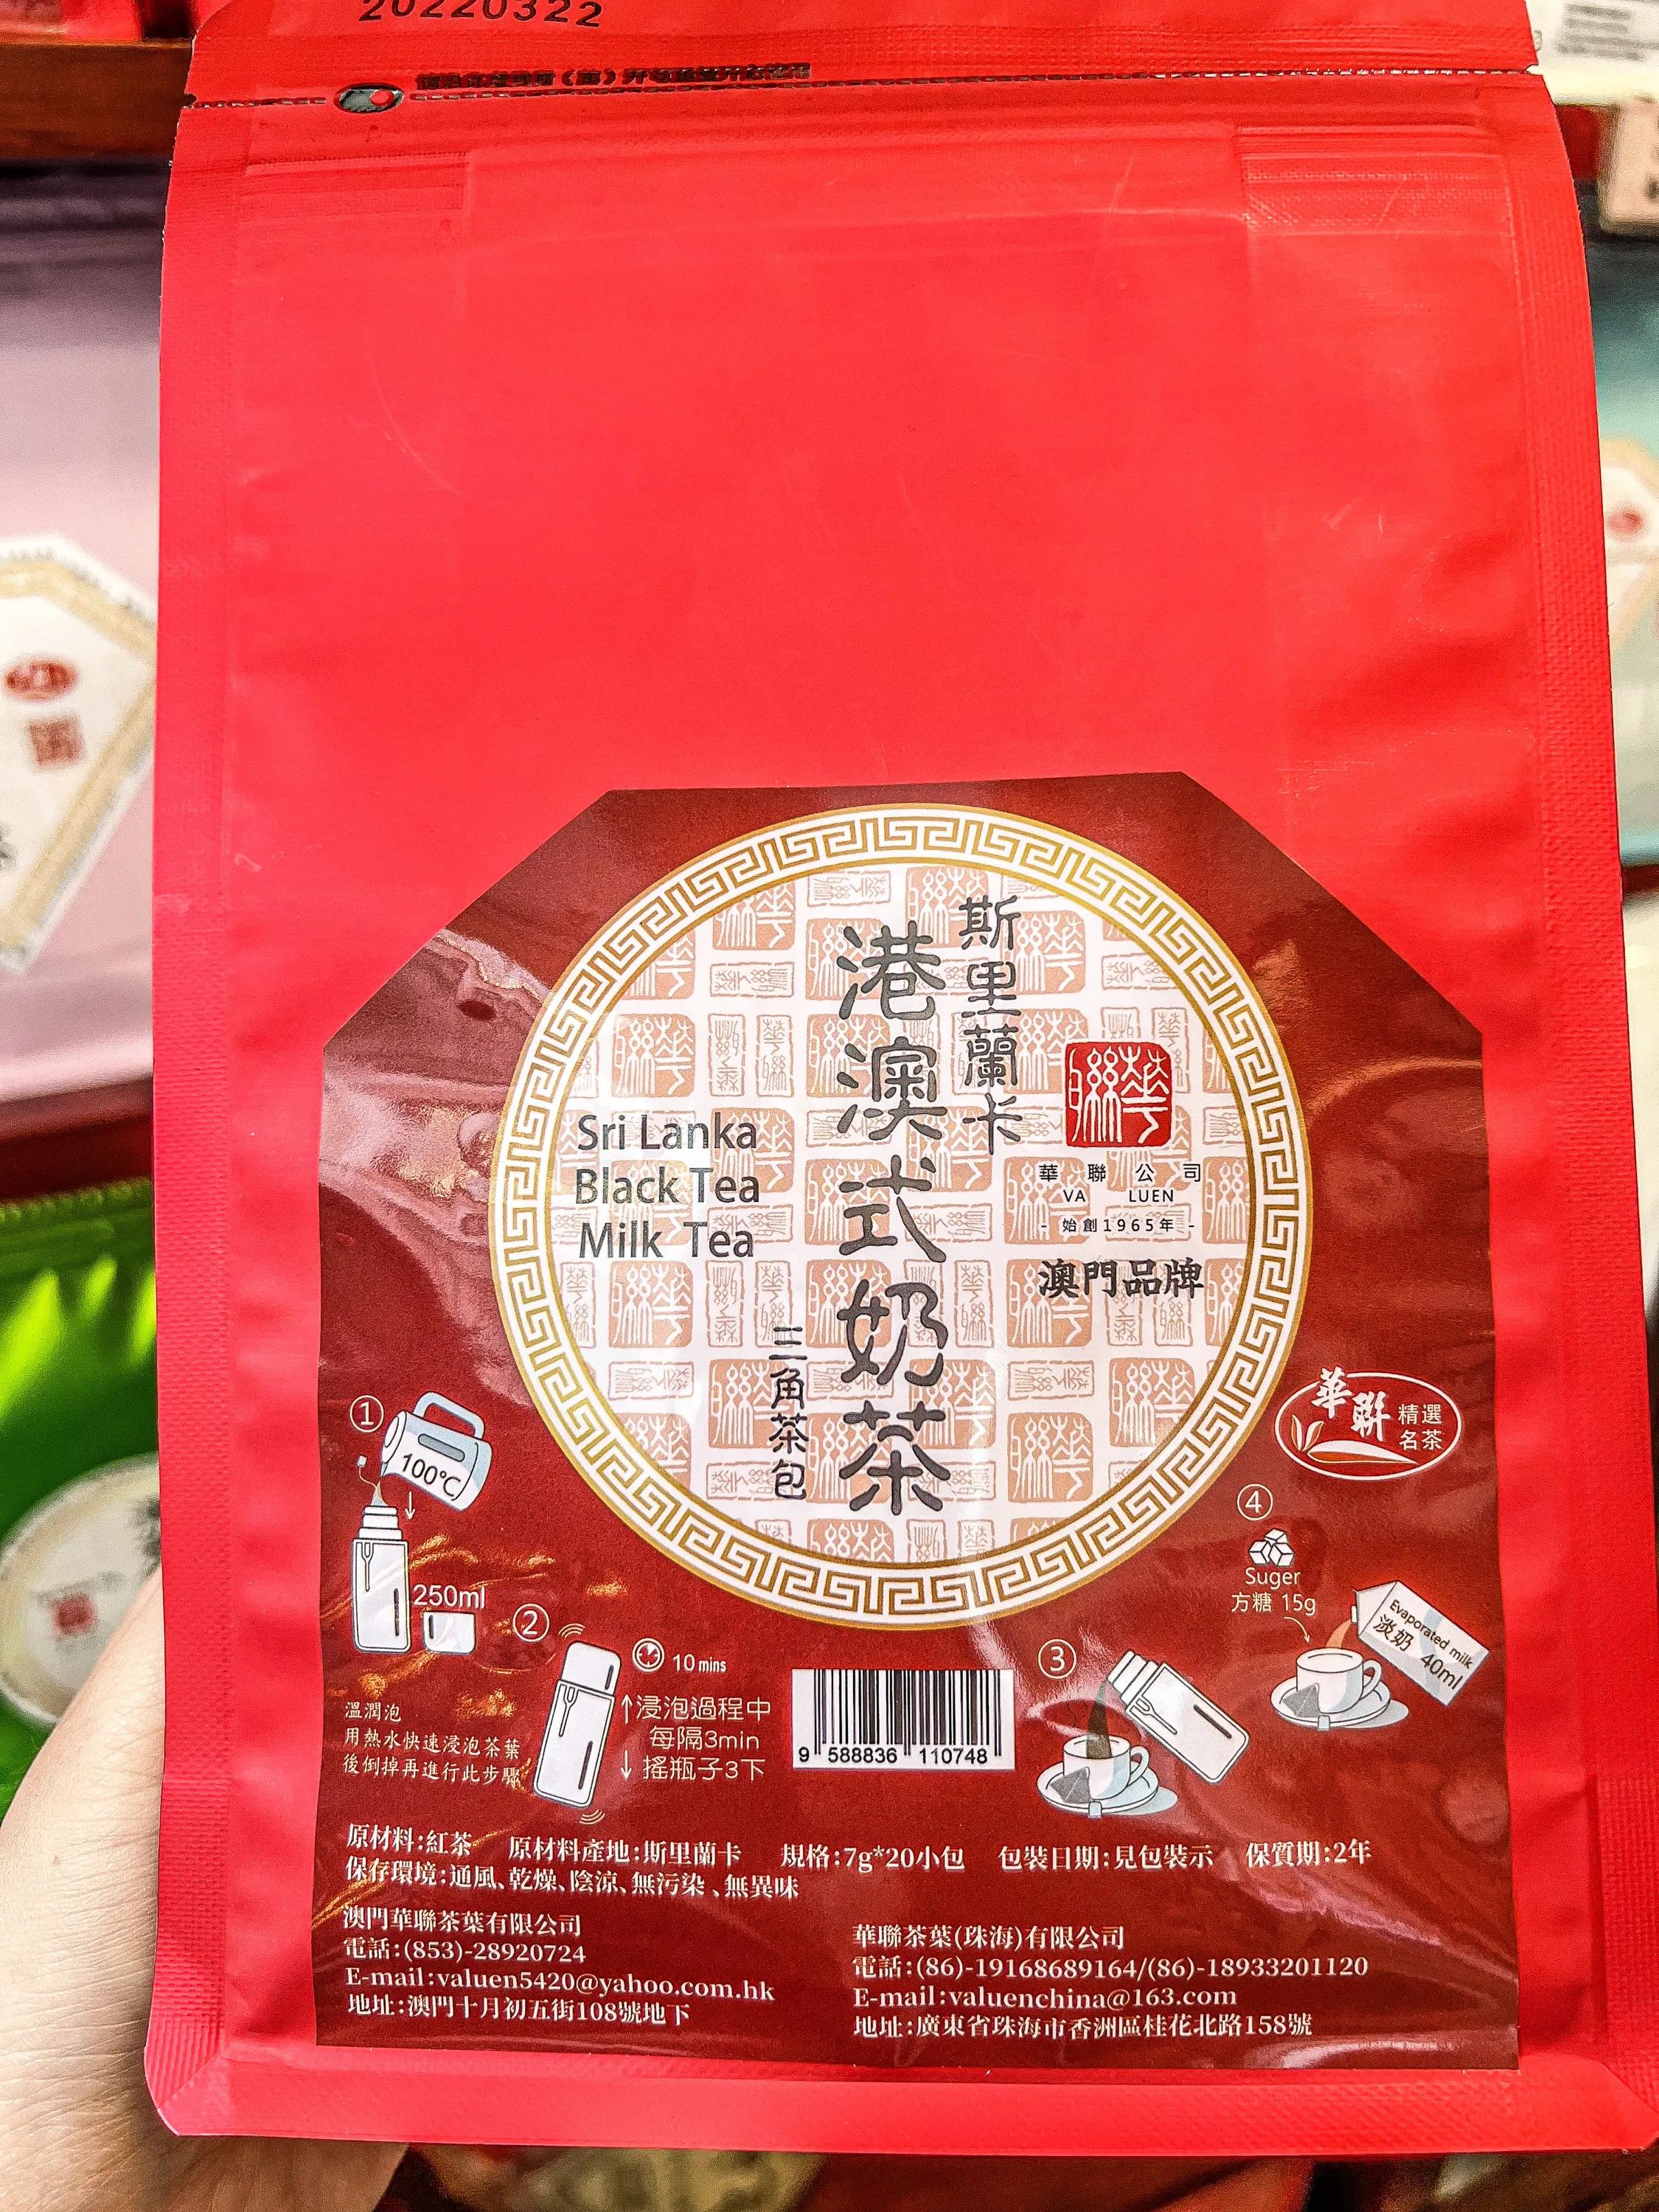 20220322
斯里蘭卡
港澳式奶茶
三角茶包
Sri Lanka
Black Tea
Milk Tea
聯華
華聯公司
VA LUEN
- 始創1965年 -
澳門品牌
華聯
精選
名茶
①
100℃
250ml
溫潤泡
用熱水快速浸泡茶葉
後倒掉再進行此步驟
②
10 mins
浸泡過程中
每隔3min
搖瓶子3下
9 588836 110748
③
④
Suger
方糖 15g
Evaporated milk
淡奶
40ml
原材料:紅茶 原材料產地:斯里蘭卡 規格:7g*20小包 包裝日期:見包裝示 保質期:2年
保存環境:通風、乾燥、陰涼、無污染、無異味
澳門華聯茶葉有限公司
電話:(853)-28920724
E-mail:valuen5420@yahoo.com.hk
地址:澳門十月初五街108號地下
華聯茶葉(珠海)有限公司
電話:(86)-19168689164/(86)-18933201120
E-mail:valuenchina@163.com
地址:廣東省珠海市香洲區桂花北路158號